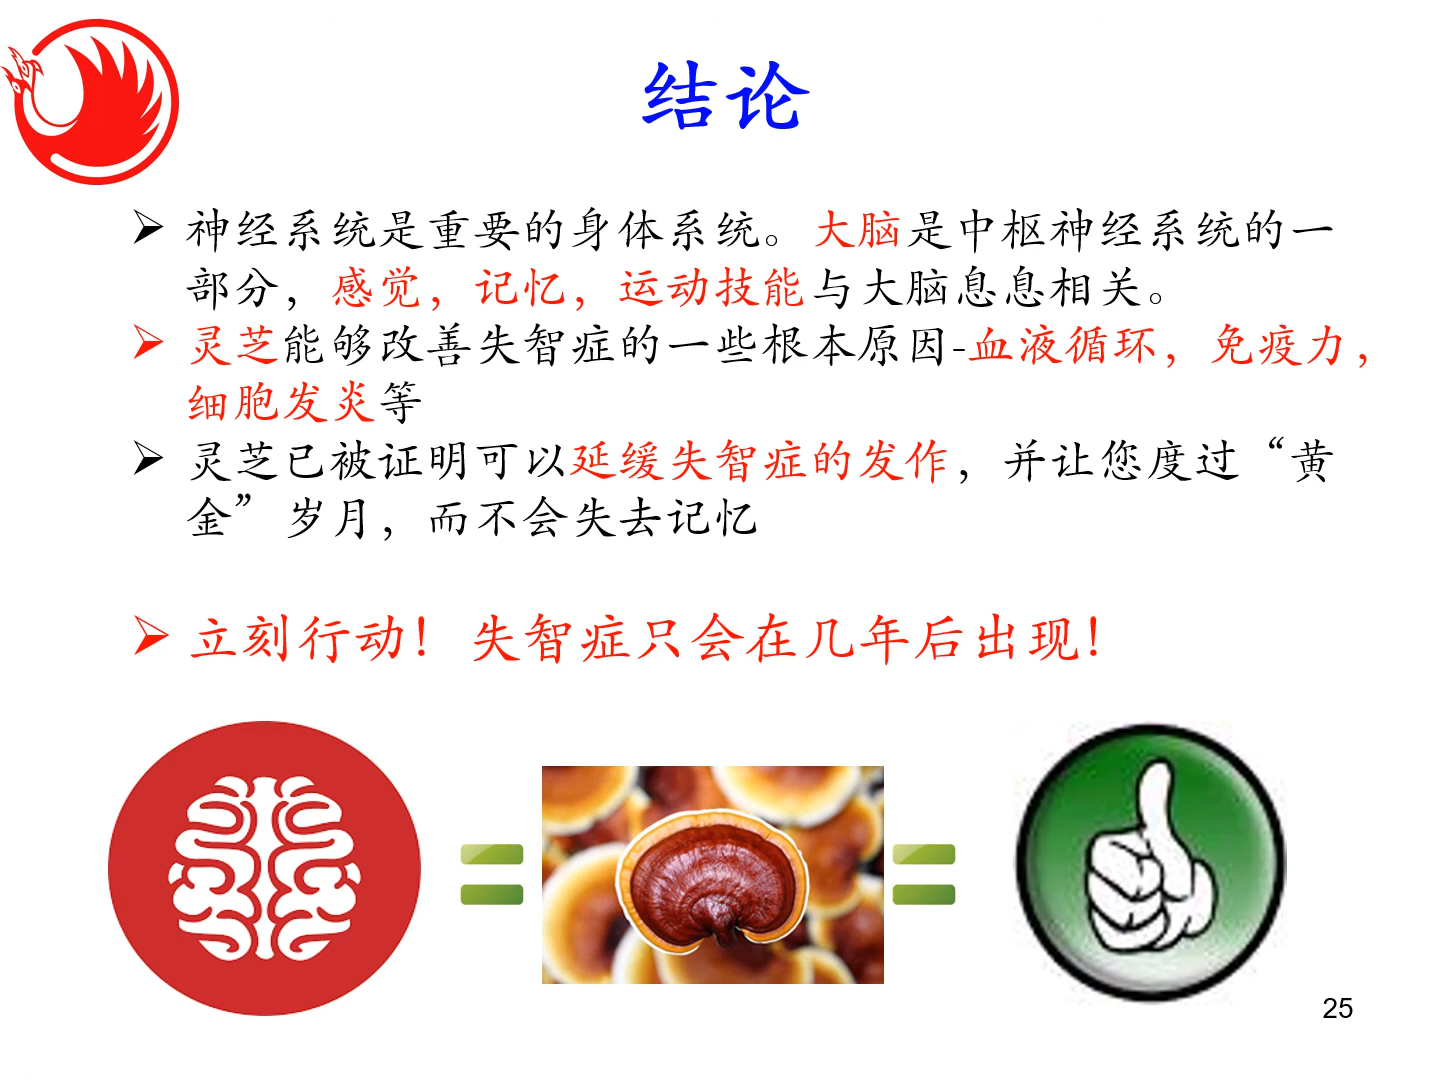 结论
神经系统是重要的身体系统。大脑是中枢神经系统的一
部分，感觉，记忆，运动技能与大脑息息相关。
灵芝能够改善失智症的一些根本原因-血液循环，免疫力，
细胞发炎等
灵芝已被证明可以延缓失智症的发作，并让您度过“黄
金”岁月，而不会失去记忆
立刻行动！失智症只会在几年后出现！
25